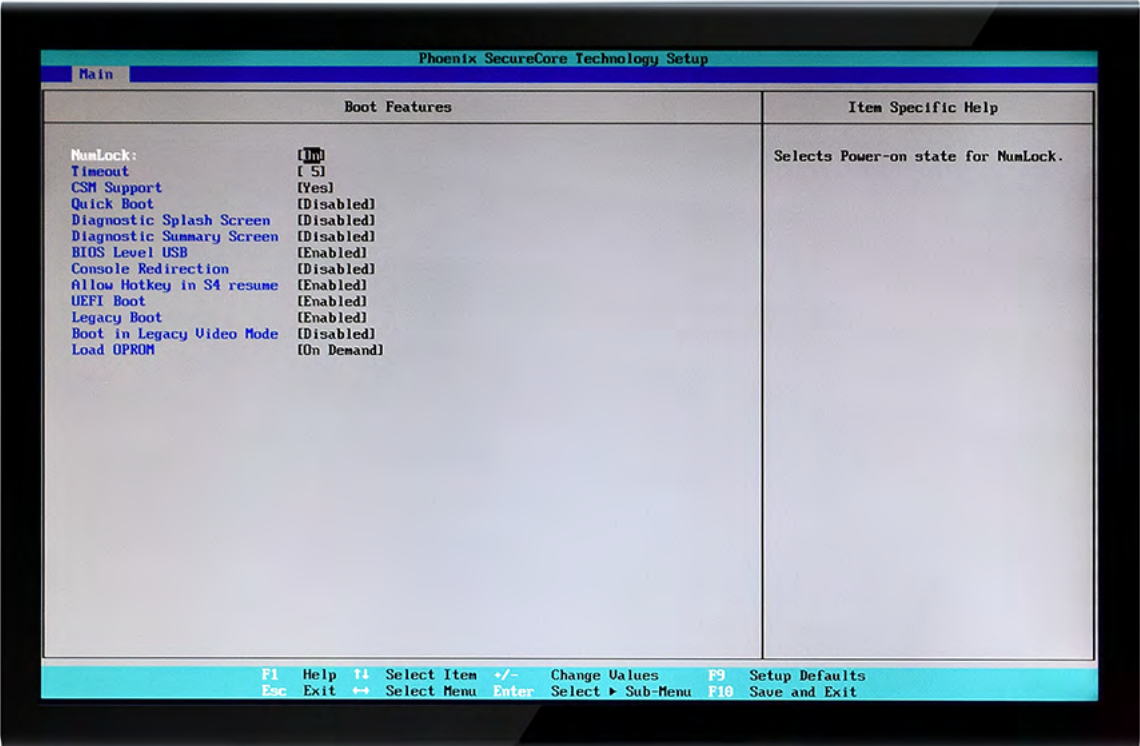 Phoenix SecureCore Technology Setup
Main
Boot Features
Item Specific Help
NumLock: [On]
Selects Power-on state for NumLock.
Timeout [ 5]
CSM Support [Yes]
Quick Boot [Disabled]
Diagnostic Splash Screen [Disabled]
Diagnostic Summary Screen [Disabled]
BIOS Level USB [Enabled]
Console Redirection [Disabled]
Allow Hotkey in S4 resume [Enabled]
UEFI Boot [Enabled]
Legacy Boot [Enabled]
Boot in Legacy Video Mode [Disabled]
Load OPROM [On Demand]
F1 Help ↑↓ Select Item +/- Change Values F9 Setup Defaults
Esc Exit ↔ Select Menu Enter Select ▶ Sub-Menu F10 Save and Exit